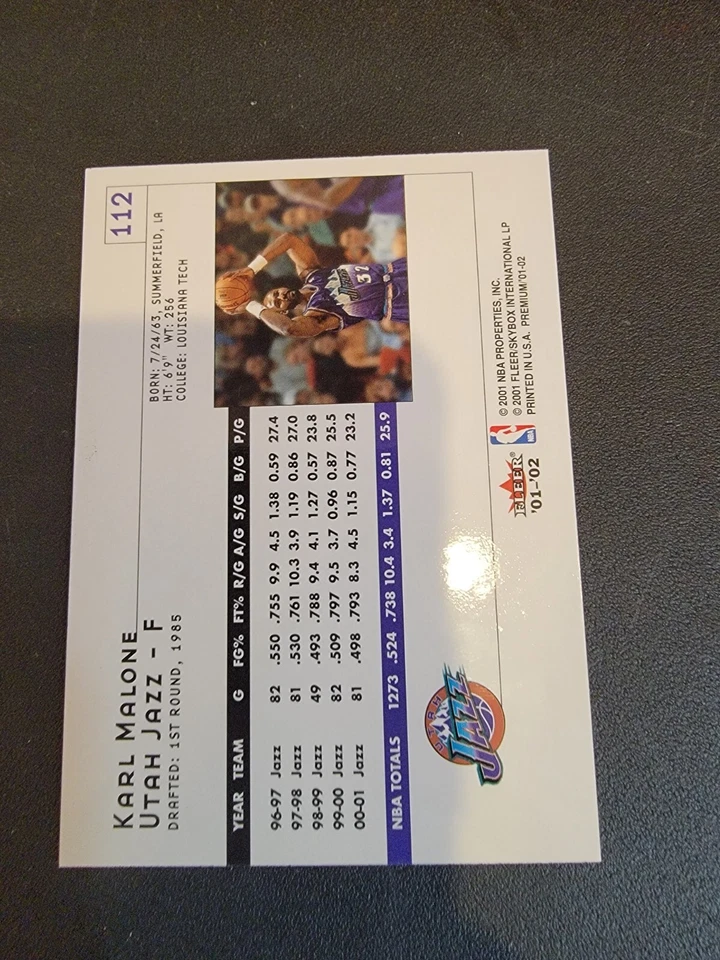 112
KARL MALONE
UTAH JAZZ - F
DRAFTED: 1ST ROUND, 1985
BORN: 7/24/63, SUMMERFIELD, LA
HT: 6'9" WT: 256
COLLEGE: LOUISIANA TECH
YEAR TEAM G FG% FT% R/G A/G S/G B/G P/G
96-97 Jazz 82 .550 .755 9.9 4.5 1.38 0.59 27.4
97-98 Jazz 81 .530 .761 10.3 3.9 1.19 0.86 27.0
98-99 Jazz 49 .493 .788 9.4 4.1 1.27 0.57 23.8
99-00 Jazz 82 .509 .797 9.5 3.7 0.96 0.87 25.5
00-01 Jazz 81 .498 .793 8.3 4.5 1.15 0.77 23.2
NBA TOTALS 1273 .524 .738 10.4 3.4 1.37 0.81 25.9
32
UTAH
JAZZ
FLEER®
'01-'02
NBA
© 2001 NBA PROPERTIES, INC.
© 2001 FLEER/SKYBOX INTERNATIONAL LP
PRINTED IN U.S.A. PREMIUM/'01-02